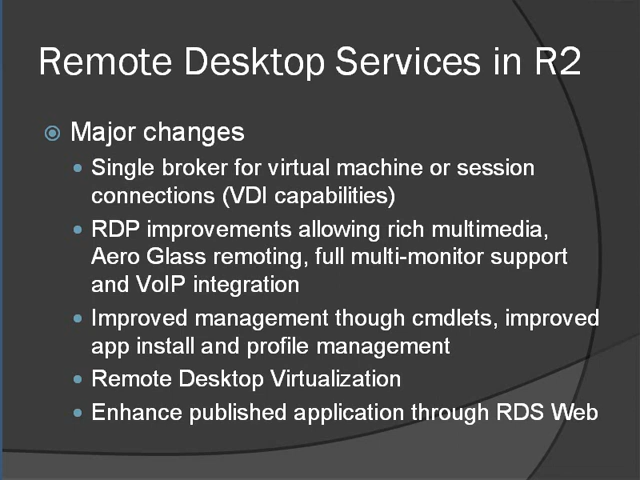 Remote Desktop Services in R2
Major changes
Single broker for virtual machine or session
connections (VDI capabilities)
RDP improvements allowing rich multimedia,
Aero Glass remoting, full multi-monitor support
and VoIP integration
Improved management though cmdlets, improved
app install and profile management
Remote Desktop Virtualization
Enhance published application through RDS Web